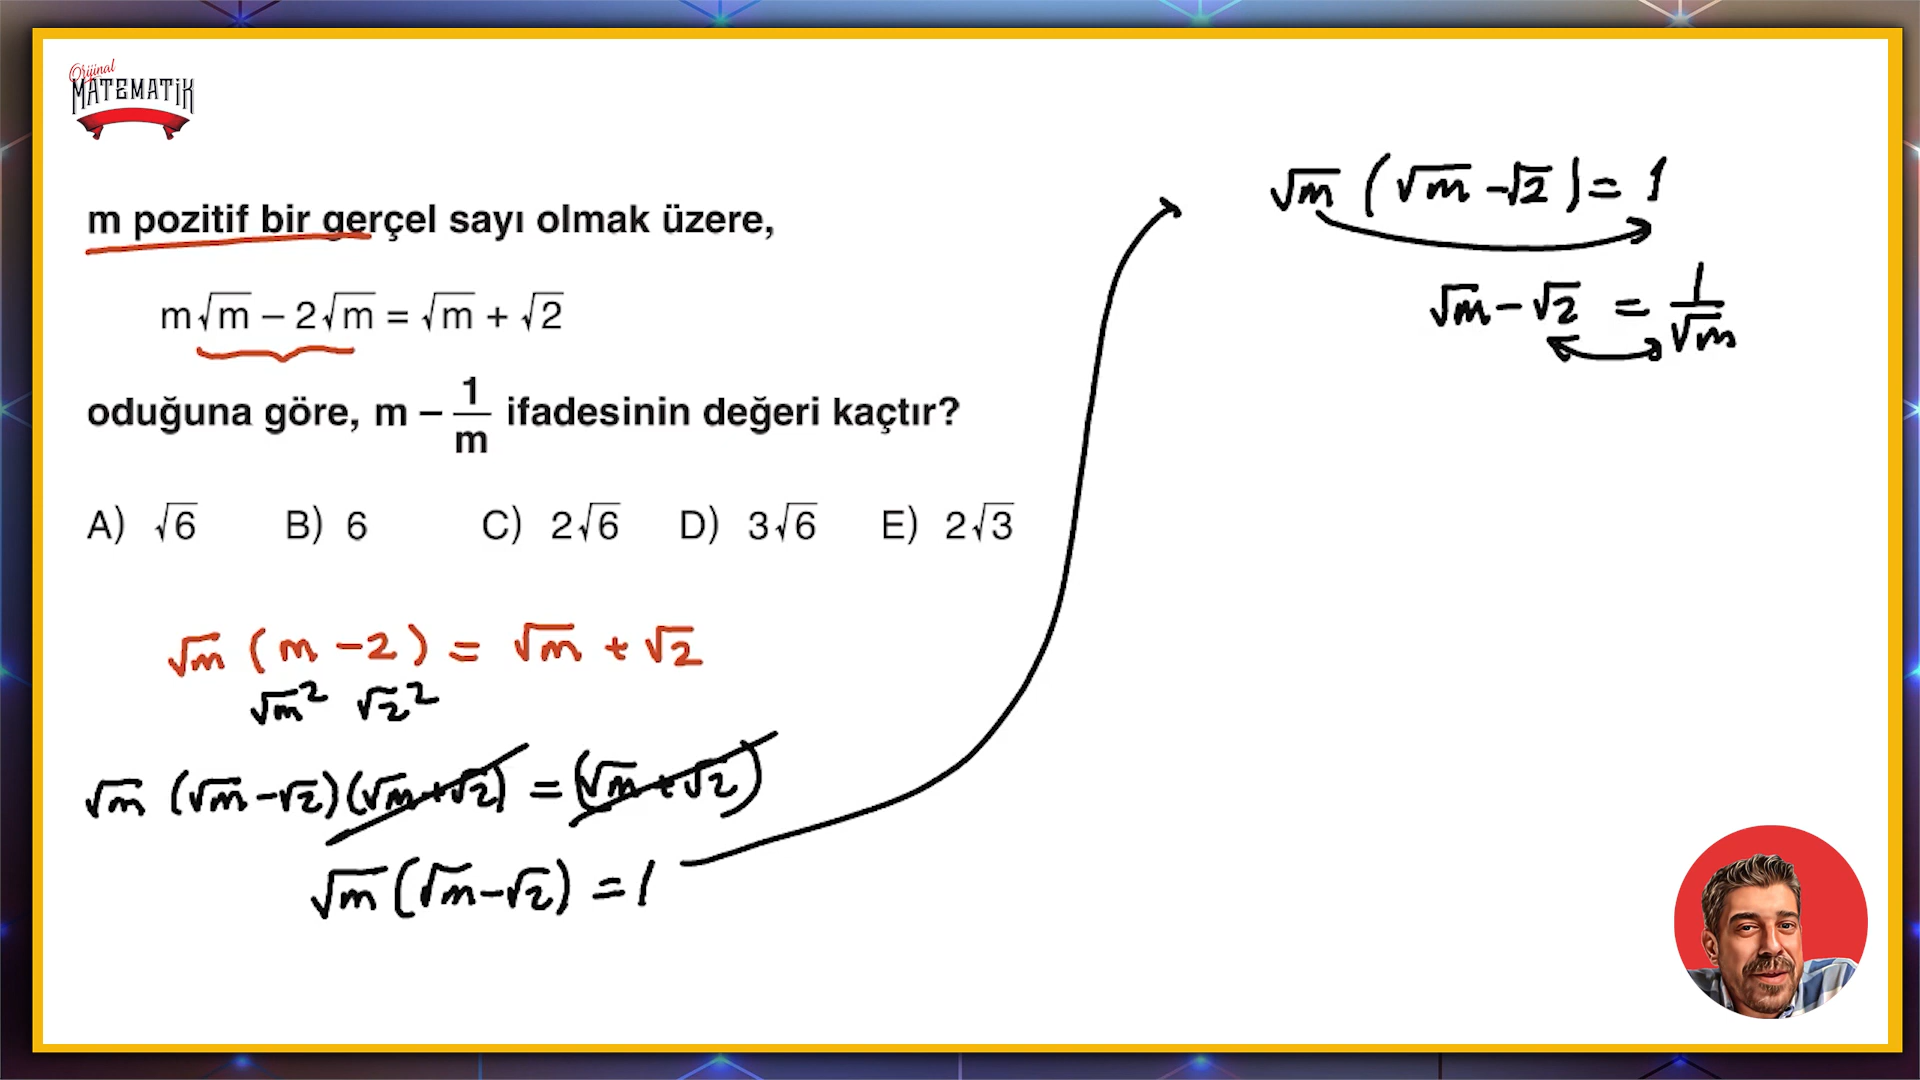 Orijinal
MATEMATİK
m pozitif bir gerçel sayı olmak üzere,
m√m − 2√m = √m + √2
oduğuna göre, m − 1/m ifadesinin değeri kaçtır?
A) √6 B) 6 C) 2√6 D) 3√6 E) 2√3
√m (m − 2) = √m + √2
√m² √2²
√m (√m − √2)(√m + √2) = (√m + √2)
√m (√m − √2) = 1
√m (√m − √2) = 1
√m − √2 = 1/√m